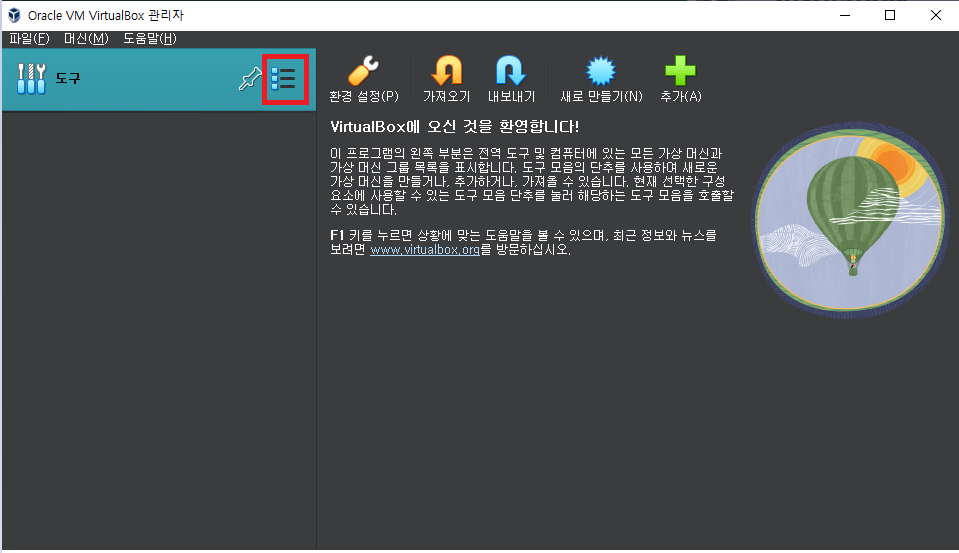 Oracle VM VirtualBox 관리자
파일(F) 머신(M) 도움말(H)
도구
환경 설정(P) 가져오기 내보내기 새로 만들기(N) 추가(A)
VirtualBox에 오신 것을 환영합니다!
이 프로그램의 왼쪽 부분은 전역 도구 및 컴퓨터에 있는 모든 가상 머신과
가상 머신 그룹 목록을 표시합니다. 도구 모음의 단추를 사용하여 새로운
가상 머신을 만들거나, 추가하거나, 가져올 수 있습니다. 현재 선택한 구성
요소에 사용할 수 있는 도구 모음 단추를 눌러 해당하는 도구 모음을 호출할
수 있습니다.
F1 키를 누르면 상황에 맞는 도움말을 볼 수 있으며, 최근 정보와 뉴스를
보려면 www.virtualbox.org를 방문하십시오.